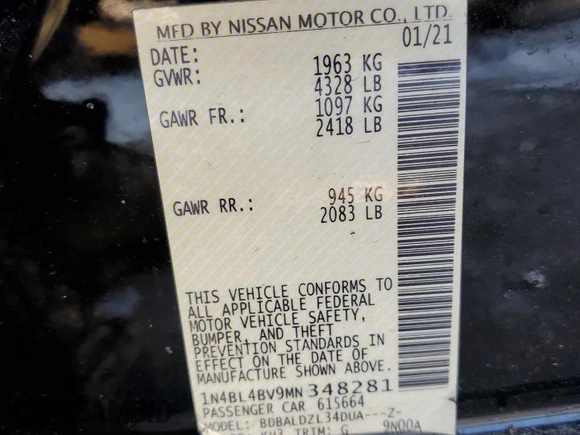 MFD BY NISSAN MOTOR CO., LTD.
DATE: 01/21
GVWR: 1963 KG
4328 LB
GAWR FR.: 1097 KG
2418 LB
GAWR RR.: 945 KG
2083 LB
THIS VEHICLE CONFORMS TO
ALL APPLICABLE FEDERAL
MOTOR VEHICLE SAFETY,
BUMPER, AND THEFT
PREVENTION STANDARDS IN
EFFECT ON THE DATE OF
MANUFACTURE SHOWN ABOVE.
1N4BL4BV9MN348281
PASSENGER CAR 615664
MODEL: BDBALDZL34DUA---Z-
KH3 TRIM: G 9N00A